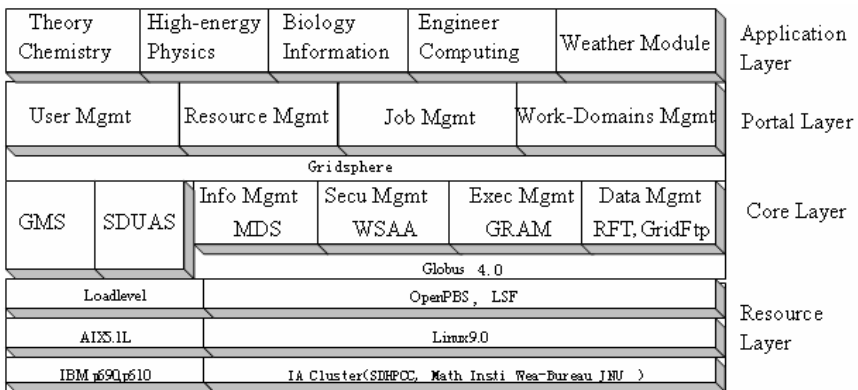 Theory Chemistry
High-energy Physics
Biology Information
Engineer Computing
Weather Module
Application Layer
User Mgmt
Resource Mgmt
Job Mgmt
Work-Domains Mgmt
Portal Layer
Gridsphere
GMS
SDUAS
Info Mgmt
MDS
Secu Mgmt
WSAA
Exec Mgmt
GRAM
Data Mgmt
RFT, GridFtp
Core Layer
Globus 4.0
Loadlevel
OpenPBS, LSF
Resource Layer
AIX5.1L
Linux9.0
IBM p690,p610
IA Cluster(SDHPCC, Math Insti Wea-Bureau JNU )